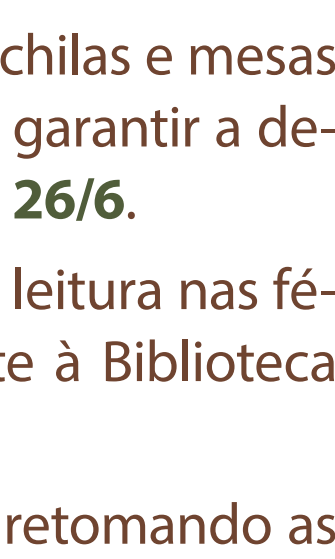 chilas e mesas
garantir a de-
26/6.
leitura nas fé-
te à Biblioteca
retomando as